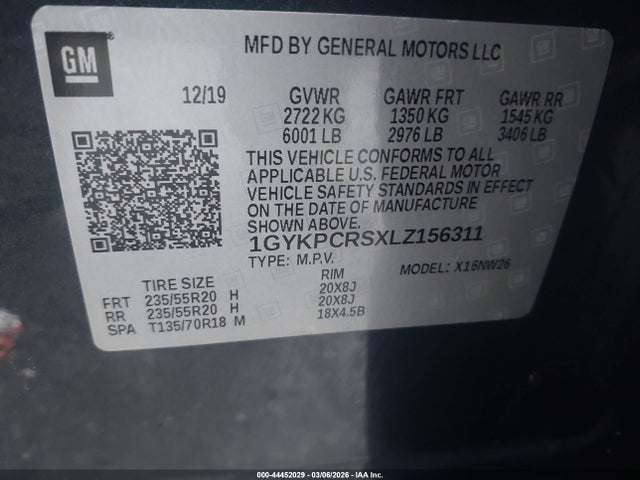 GM
MFD BY GENERAL MOTORS LLC
12/19 GVWR GAWR FRT GAWR RR
2722 KG 1350 KG 1545 KG
6001 LB 2976 LB 3406 LB
THIS VEHICLE CONFORMS TO ALL
APPLICABLE U.S. FEDERAL MOTOR
VEHICLE SAFETY STANDARDS IN EFFECT
ON THE DATE OF MANUFACTURE
SHOWN ABOVE.
1GYKPCRSXLZ156311
TYPE: M.P.V. MODEL: X16NW26
TIRE SIZE RIM
FRT 235/55R20 H 20X8J
RR 235/55R20 H 20X8J
SPA T135/70R18 M 18X4.5B
000-44452029 - 03/06/2026 - IAA Inc.